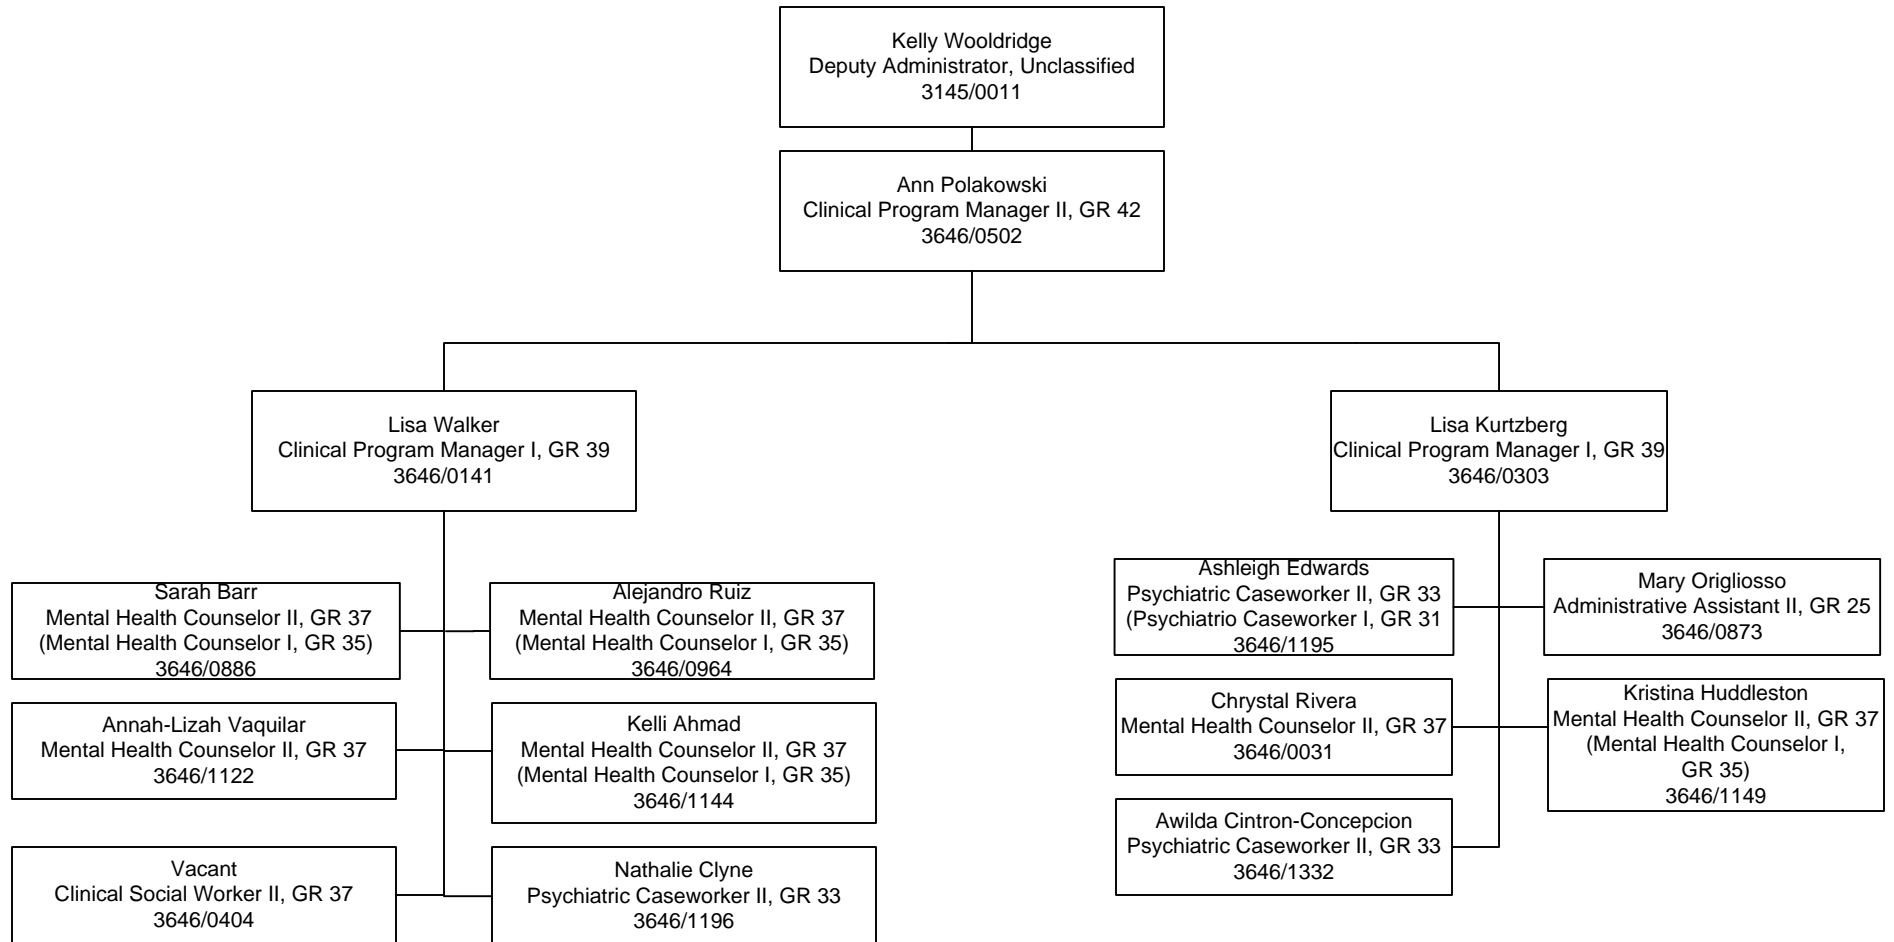 Kelly Wooldridge
Deputy Administrator, Unclassified
3145/0011
Ann Polakowski
Clinical Program Manager II, GR 42
3646/0502
Lisa Walker
Clinical Program Manager I, GR 39
3646/0141
Lisa Kurtzberg
Clinical Program Manager I, GR 39
3646/0303
Sarah Barr
Mental Health Counselor II, GR 37
(Mental Health Counselor I, GR 35)
3646/0886
Alejandro Ruiz
Mental Health Counselor II, GR 37
(Mental Health Counselor I, GR 35)
3646/0964
Annah-Lizah Vaquilar
Mental Health Counselor II, GR 37
3646/1122
Kelli Ahmad
Mental Health Counselor II, GR 37
(Mental Health Counselor I, GR 35)
3646/1144
Vacant
Clinical Social Worker II, GR 37
3646/0404
Nathalie Clyne
Psychiatric Caseworker II, GR 33
3646/1196
Ashleigh Edwards
Psychiatric Caseworker II, GR 33
(Psychiatrio Caseworker I, GR 31
3646/1195
Mary Origliosso
Administrative Assistant II, GR 25
3646/0873
Chrystal Rivera
Mental Health Counselor II, GR 37
3646/0031
Kristina Huddleston
Mental Health Counselor II, GR 37
(Mental Health Counselor I,
GR 35)
3646/1149
Awilda Cintron-Concepcion
Psychiatric Caseworker II, GR 33
3646/1332